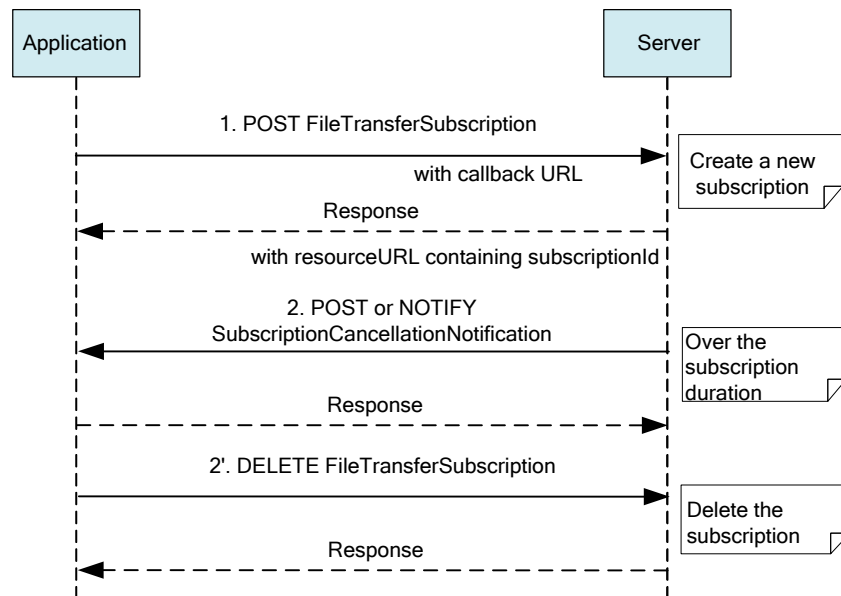 Application
Server
1. POST FileTransferSubscription
with callback URL
Create a new
subscription
Response
with resourceURL containing subscriptionId
2. POST or NOTIFY
SubscriptionCancellationNotification
Over the
subscription
duration
Response
2'. DELETE FileTransferSubscription
Delete the
subscription
Response